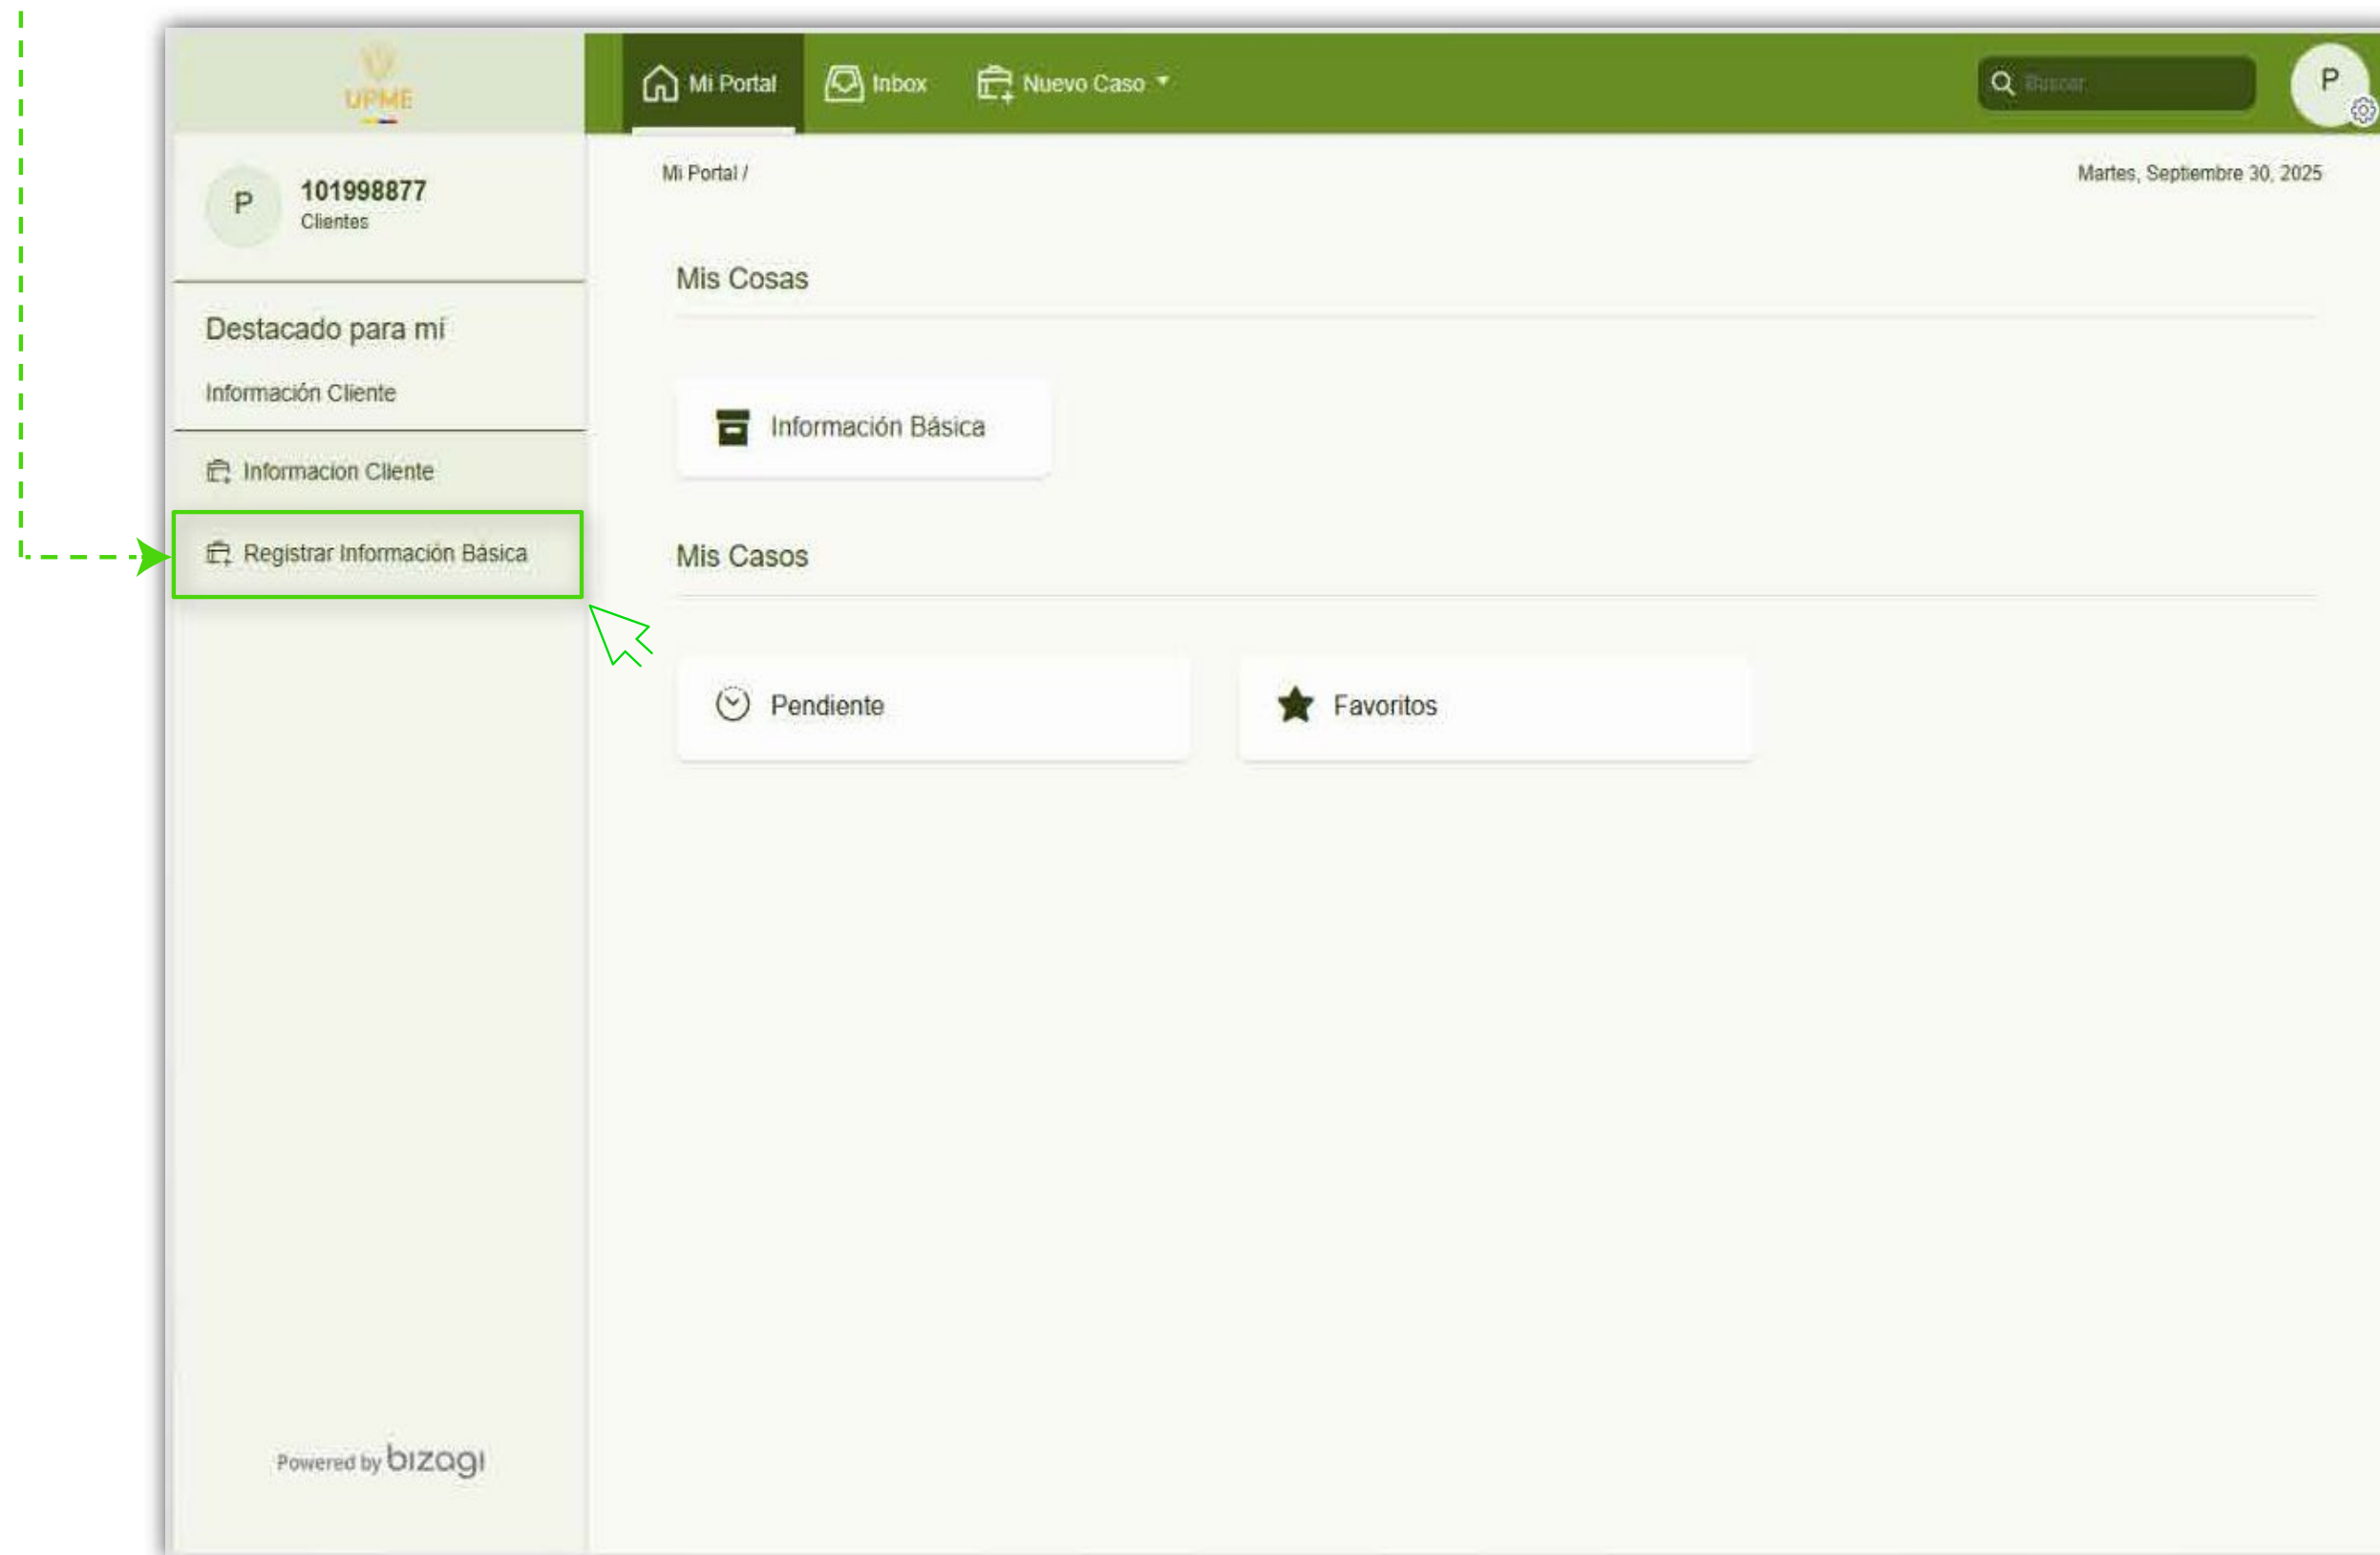 UPME
Mi Portal
Inbox
Nuevo Caso
Buscar
P
P
101998877
Clientes
Mi Portal /
Martes, Septiembre 30, 2025
Destacado para mí
Información Cliente
Informacion Cliente
Registrar Información Básica
Mis Cosas
Información Básica
Mis Casos
Pendiente
Favoritos
Powered by bizagi